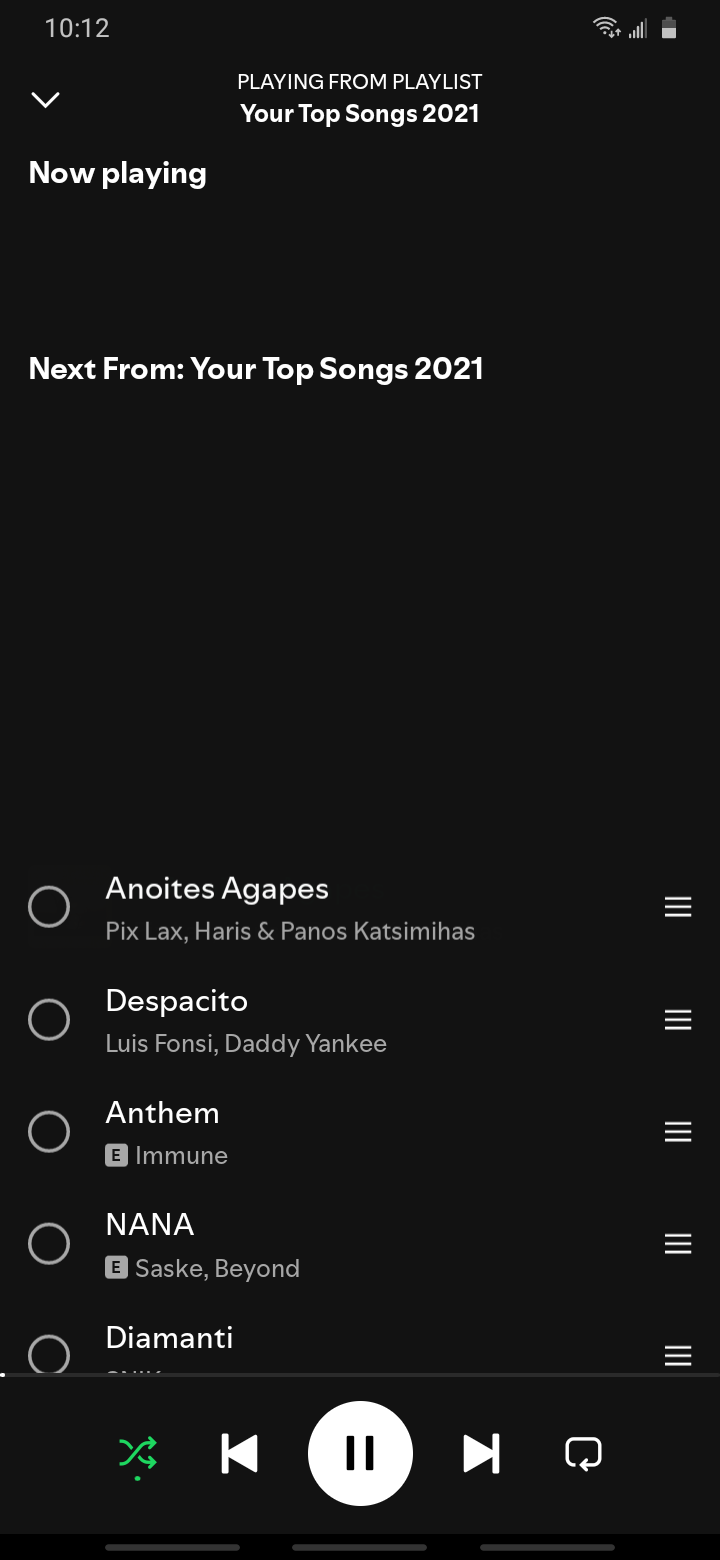 10:12
PLAYING FROM PLAYLIST
Your Top Songs 2021
Now playing
Next From: Your Top Songs 2021
Anoites Agapes
Pix Lax, Haris & Panos Katsimihas
Despacito
Luis Fonsi, Daddy Yankee
Anthem
E Immune
NANA
E Saske, Beyond
Diamanti